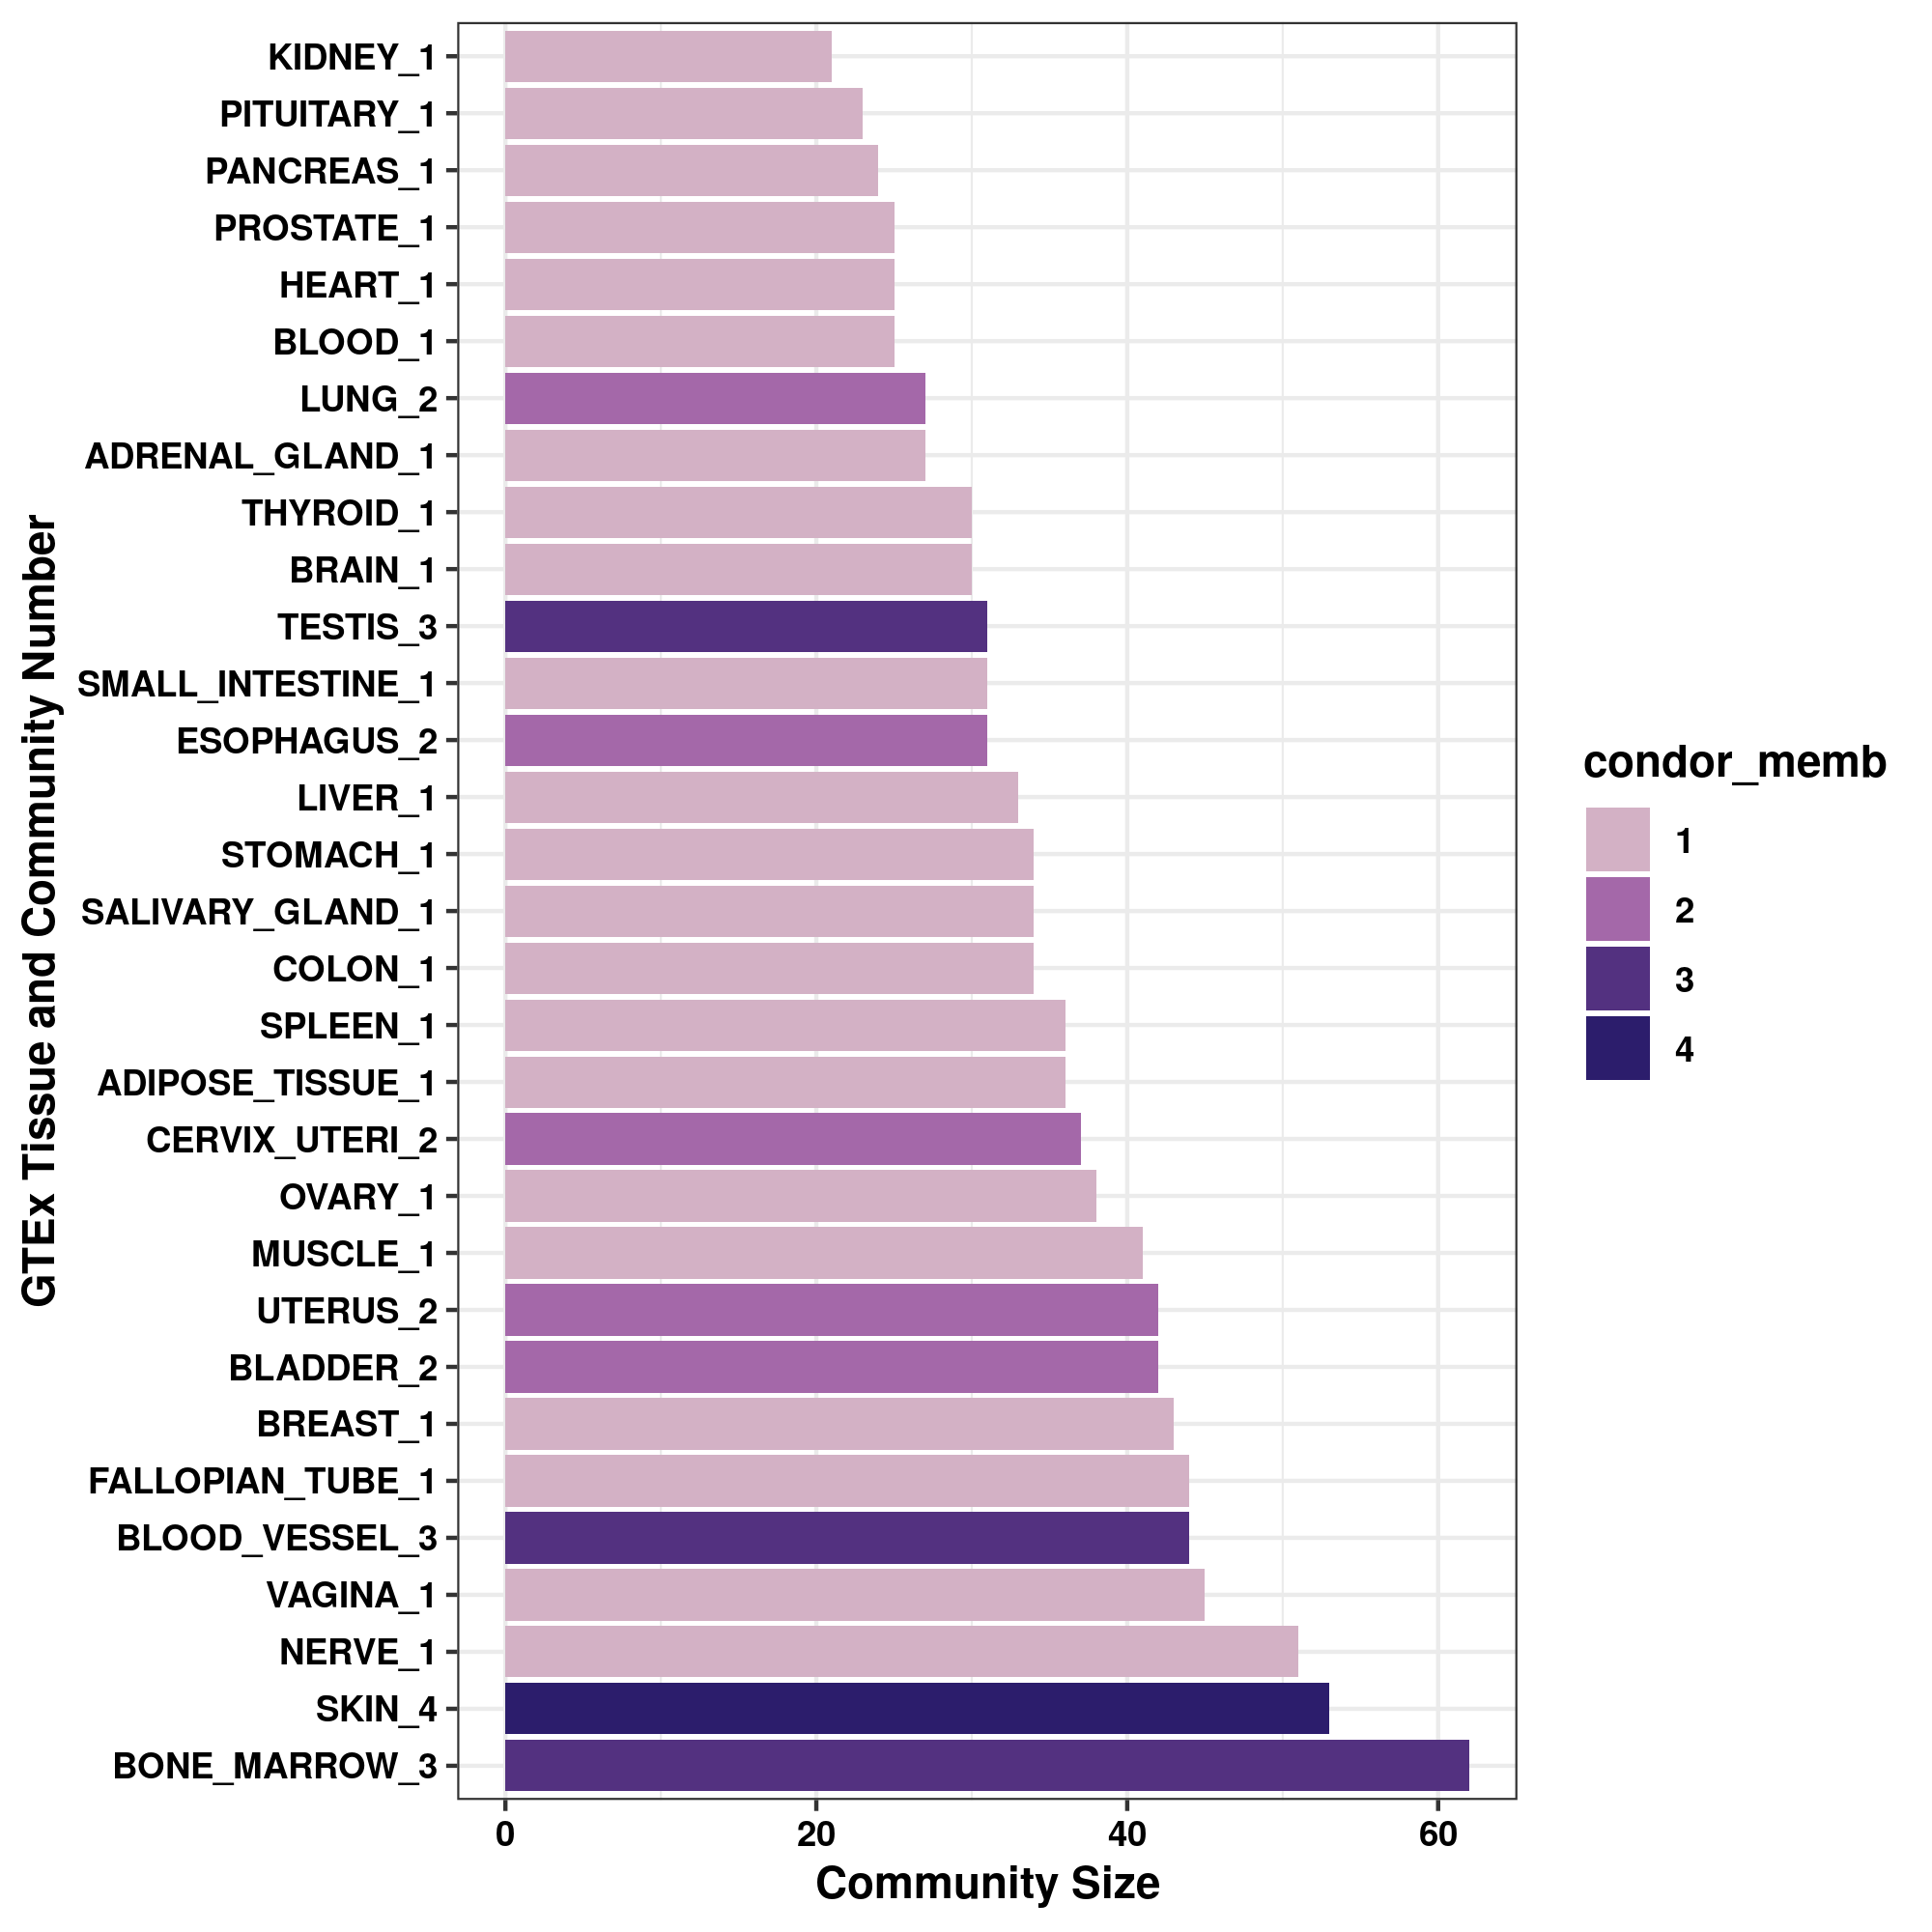 KIDNEY_1
PITUITARY_1
PANCREAS_1
PROSTATE_1
HEART_1
BLOOD_1
LUNG_2
ADRENAL_GLAND_1
THYROID_1
BRAIN_1
TESTIS_3
SMALL_INTESTINE_1
ESOPHAGUS_2
LIVER_1
STOMACH_1
SALIVARY_GLAND_1
COLON_1
SPLEEN_1
ADIPOSE_TISSUE_1
CERVIX_UTERI_2
OVARY_1
MUSCLE_1
UTERUS_2
BLADDER_2
BREAST_1
FALLOPIAN_TUBE_1
BLOOD_VESSEL_3
VAGINA_1
NERVE_1
SKIN_4
BONE_MARROW_3
GTEx Tissue and Community Number
0 20 40 60
Community Size
condor_memb
1
2
3
4